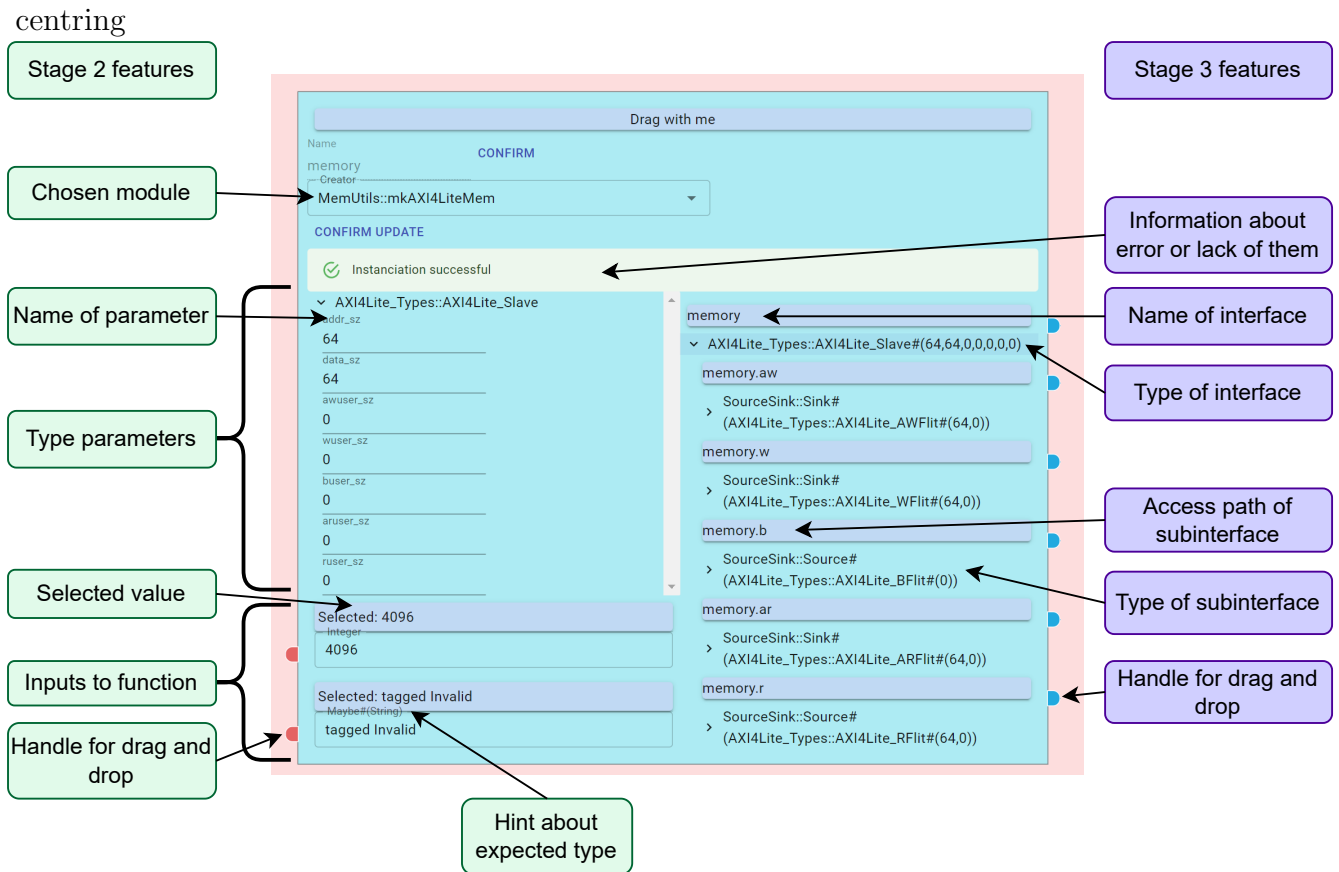 centring
Stage 2 features
Stage 3 features
Drag with me
Name
memory
CONFIRM
Creator
MemUtils::mkAXI4LiteMem
CONFIRM UPDATE
Instanciation successful
AXI4Lite_Types::AXI4Lite_Slave
addr_sz
64
data_sz
64
awuser_sz
0
wuser_sz
0
buser_sz
0
aruser_sz
0
ruser_sz
0
Selected: 4096
Integer
4096
Selected: tagged Invalid
Maybe#(String)
tagged Invalid
memory
AXI4Lite_Types::AXI4Lite_Slave#(64,64,0,0,0,0,0)
memory.aw
SourceSink::Sink#
(AXI4Lite_Types::AXI4Lite_AWFlit#(64,0))
memory.w
SourceSink::Sink#
(AXI4Lite_Types::AXI4Lite_WFlit#(64,0))
memory.b
SourceSink::Source#
(AXI4Lite_Types::AXI4Lite_BFlit#(0))
memory.ar
SourceSink::Sink#
(AXI4Lite_Types::AXI4Lite_ARFlit#(64,0))
memory.r
SourceSink::Source#
(AXI4Lite_Types::AXI4Lite_RFlit#(64,0))
Chosen module
Name of parameter
Type parameters
Selected value
Inputs to function
Handle for drag and
drop
Hint about
expected type
Information about
error or lack of them
Name of interface
Type of interface
Access path of
subinterface
Type of subinterface
Handle for drag and
drop